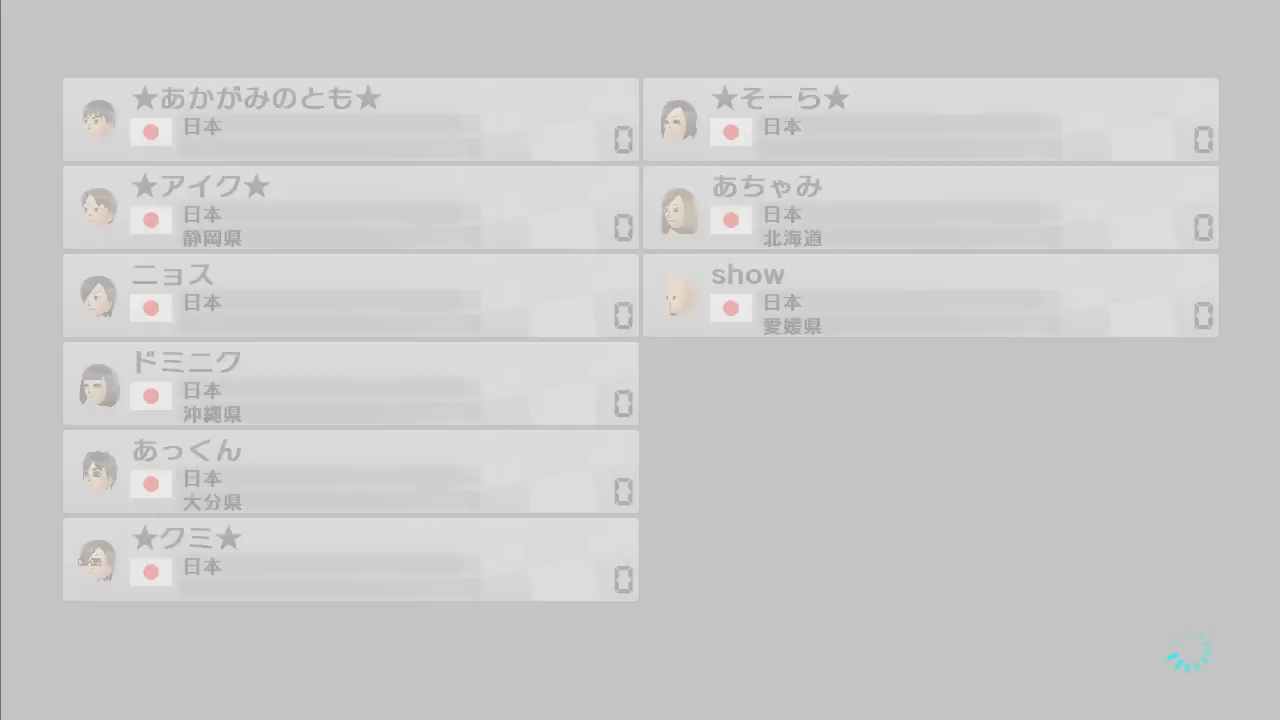 ★あかがみのとも★
日本
0
★アイク★
日本
静岡県
0
ニョス
日本
0
ドミニク
日本
沖縄県
0
あっくん
日本
大分県
0
★クミ★
日本
0
★そーら★
日本
0
あちゃみ
日本
北海道
0
show
日本
愛媛県
0